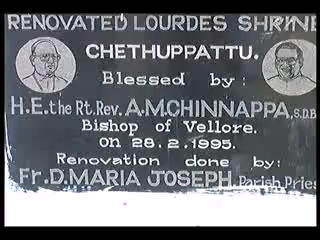 RENOVATED LOURDES SHRINE
CHETHUPPATTU.
Blessed by:
H.E. the Rt. Rev. A.M.CHINNAPPA, S.D.B
Bishop of Vellore.
on 28.2.1995.
Renovation done by:
Fr.D.MARIA JOSEPH, Parish Pries